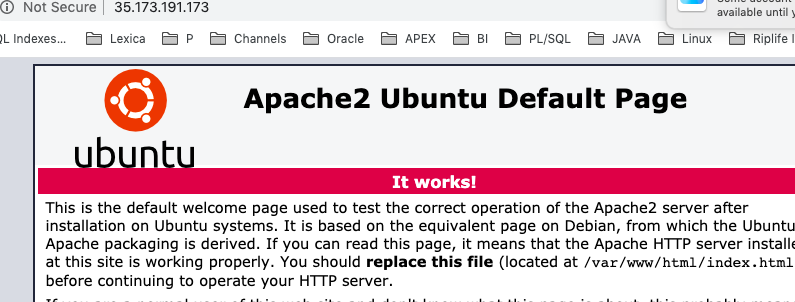 Not Secure | 35.173.191.173
available until
QL Indexes... Lexica P Channels Oracle APEX BI PL/SQL JAVA Linux Riplife
Apache2 Ubuntu Default Page
ubuntu
It works!
This is the default welcome page used to test the correct operation of the Apache2 server after
installation on Ubuntu systems. It is based on the equivalent page on Debian, from which the Ubuntu
Apache packaging is derived. If you can read this page, it means that the Apache HTTP server installe
at this site is working properly. You should replace this file (located at /var/www/html/index.html
before continuing to operate your HTTP server.